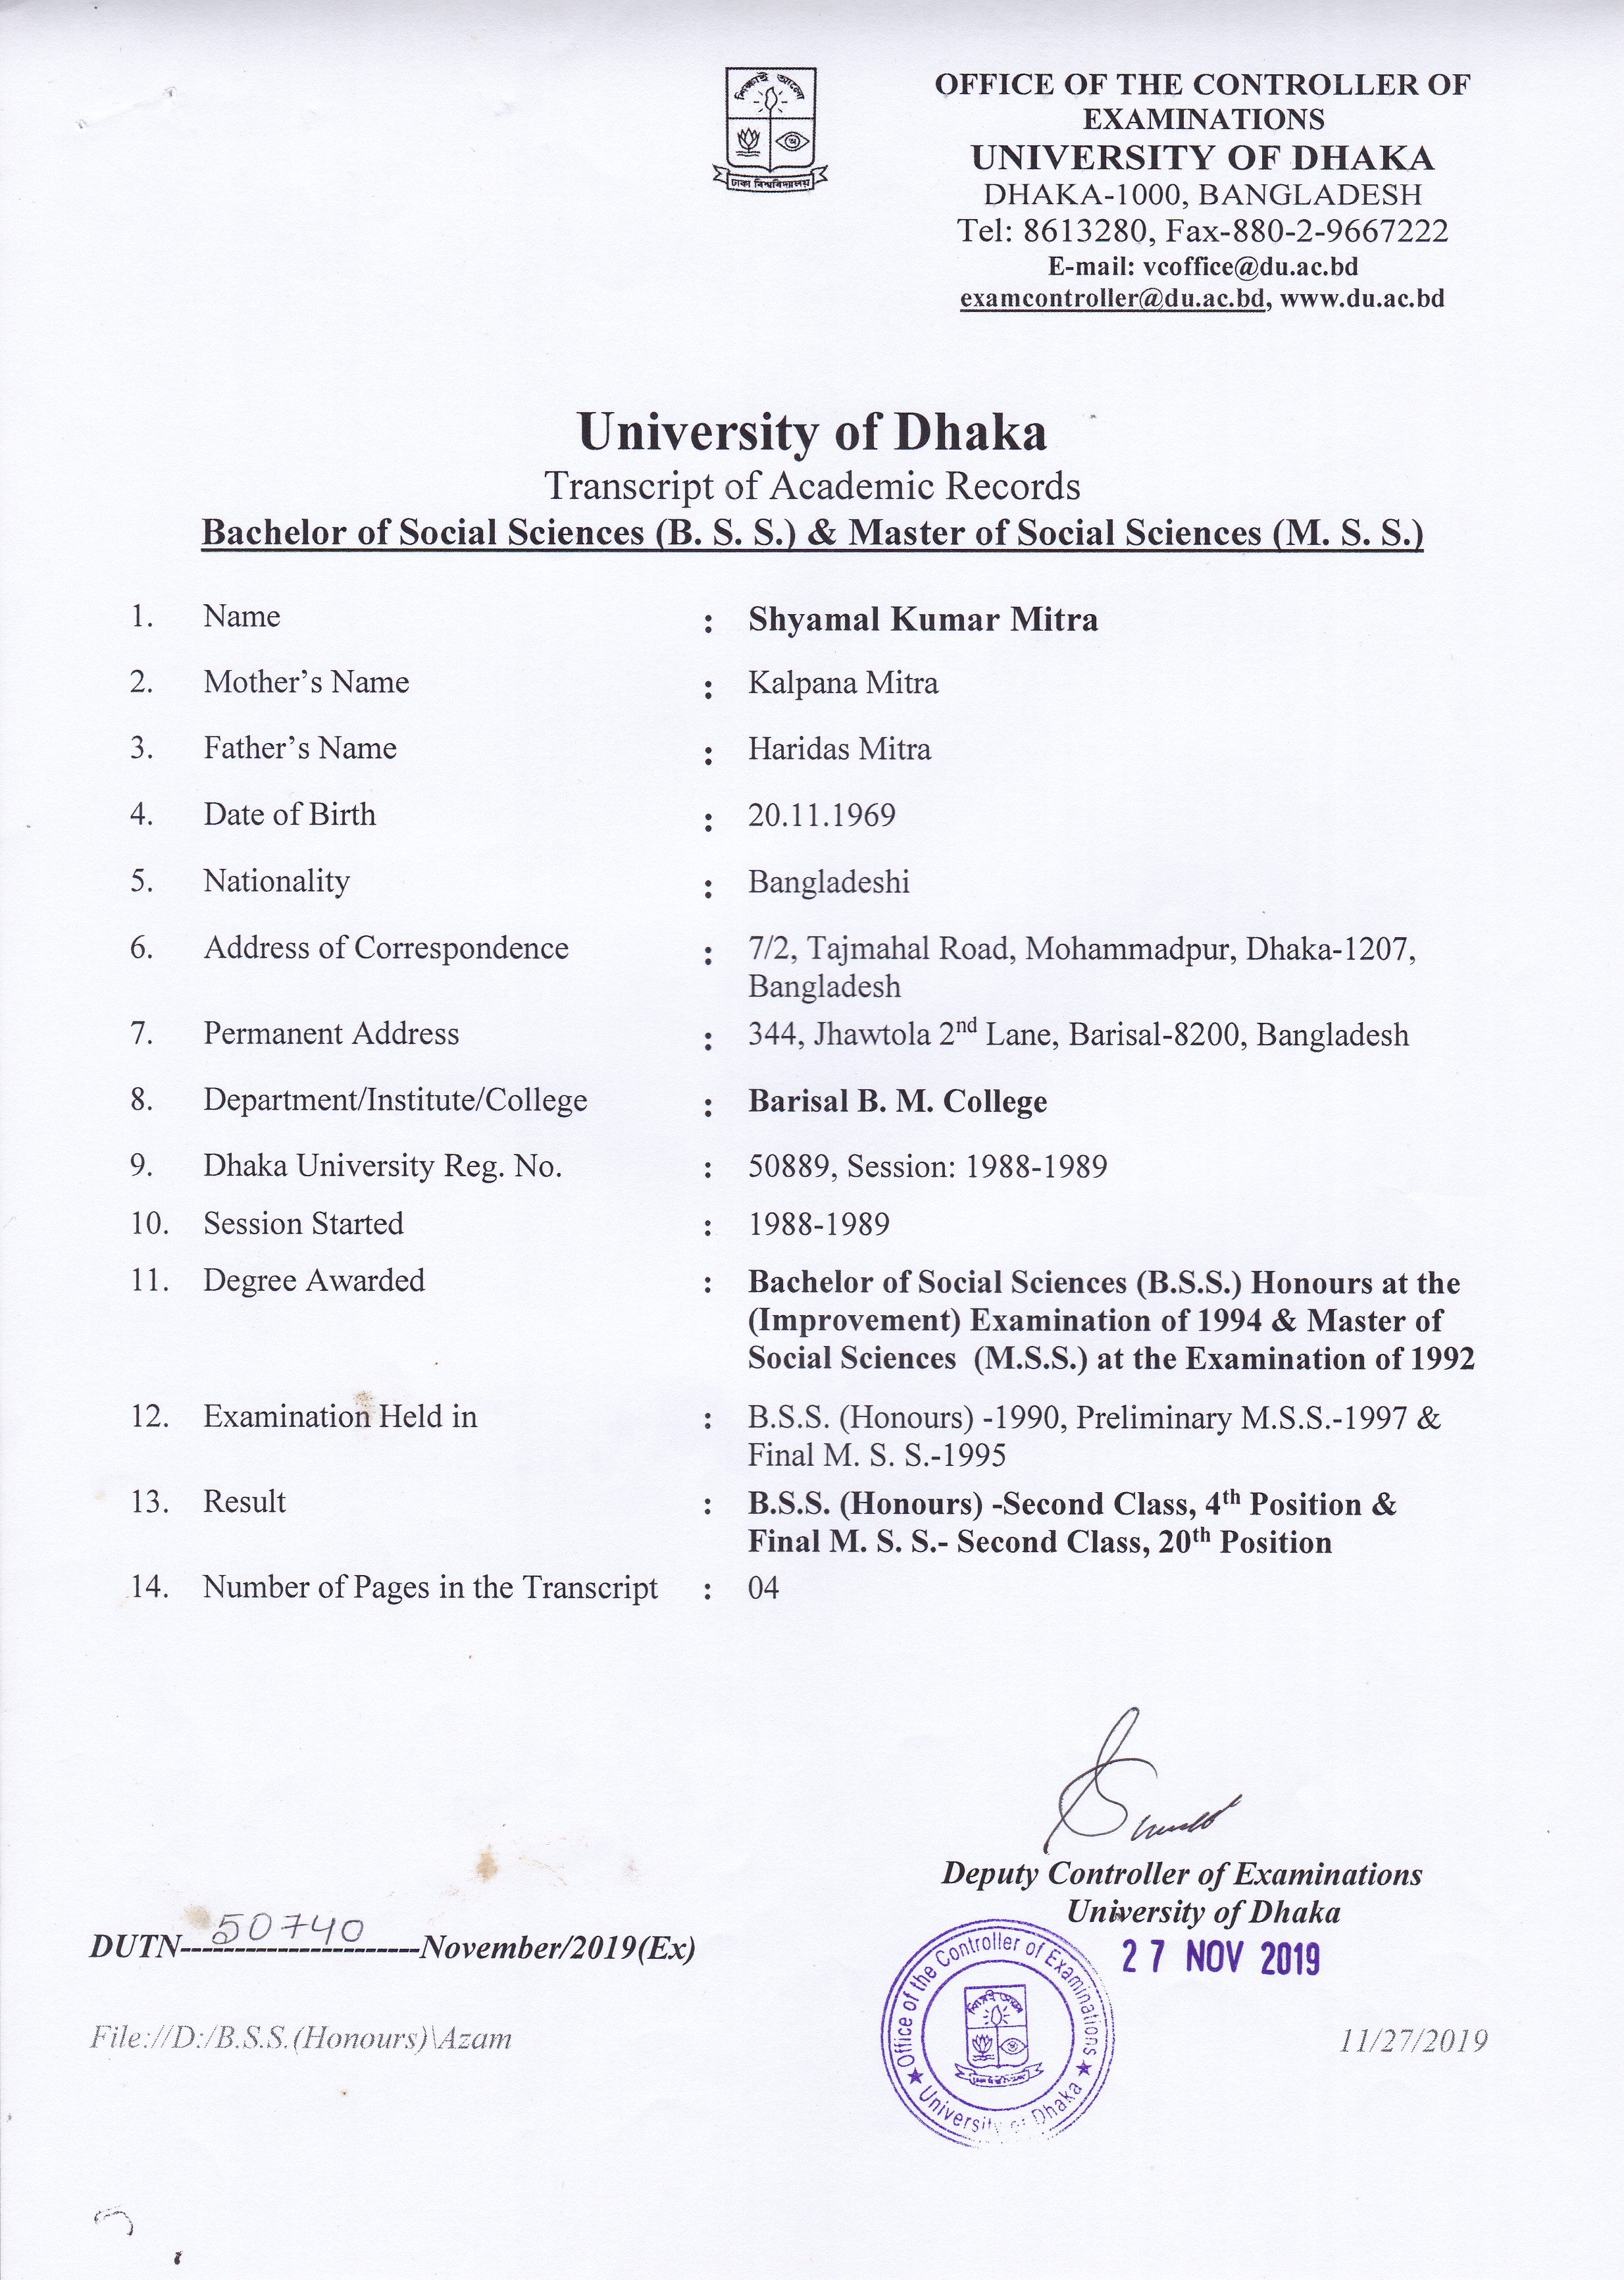 শিক্ষাই আলো
ঢাকা বিশ্ববিদ্যালয়
OFFICE OF THE CONTROLLER OF
EXAMINATIONS
UNIVERSITY OF DHAKA
DHAKA-1000, BANGLADESH
Tel: 8613280, Fax-880-2-9667222
E-mail: vcoffice@du.ac.bd
examcontroller@du.ac.bd, www.du.ac.bd
University of Dhaka
Transcript of Academic Records
Bachelor of Social Sciences (B. S. S.) & Master of Social Sciences (M. S. S.)
1. Name : Shyamal Kumar Mitra
2. Mother’s Name : Kalpana Mitra
3. Father’s Name : Haridas Mitra
4. Date of Birth : 20.11.1969
5. Nationality : Bangladeshi
6. Address of Correspondence : 7/2, Tajmahal Road, Mohammadpur, Dhaka-1207,
Bangladesh
7. Permanent Address : 344, Jhawtola 2nd Lane, Barisal-8200, Bangladesh
8. Department/Institute/College : Barisal B. M. College
9. Dhaka University Reg. No. : 50889, Session: 1988-1989
10. Session Started : 1988-1989
11. Degree Awarded : Bachelor of Social Sciences (B.S.S.) Honours at the
(Improvement) Examination of 1994 & Master of
Social Sciences (M.S.S.) at the Examination of 1992
12. Examination Held in : B.S.S. (Honours) -1990, Preliminary M.S.S.-1997 &
Final M. S. S.-1995
13. Result : B.S.S. (Honours) -Second Class, 4th Position &
Final M. S. S.- Second Class, 20th Position
14. Number of Pages in the Transcript : 04
Deputy Controller of Examinations
University of Dhaka
27 NOV 2019
DUTN----------------------November/2019(Ex)
50740
Office of the Controller of Examinations
★ University of Dhaka ★
File://D:/B.S.S.(Honours)\Azam
11/27/2019